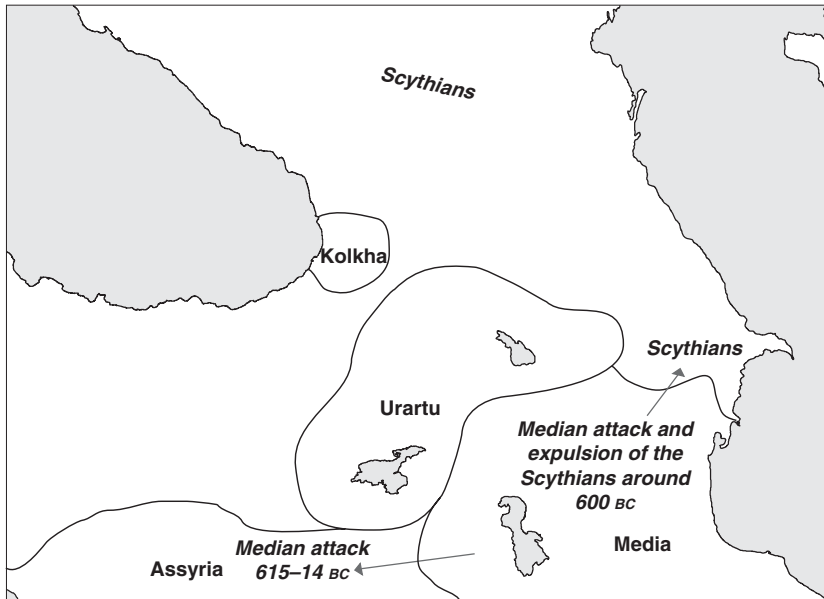 Scythians
Kolkha
Scythians
Urartu
Median attack and
expulsion of the
Scythians around
600 BC
Median attack
615–14 BC
Assyria
Media